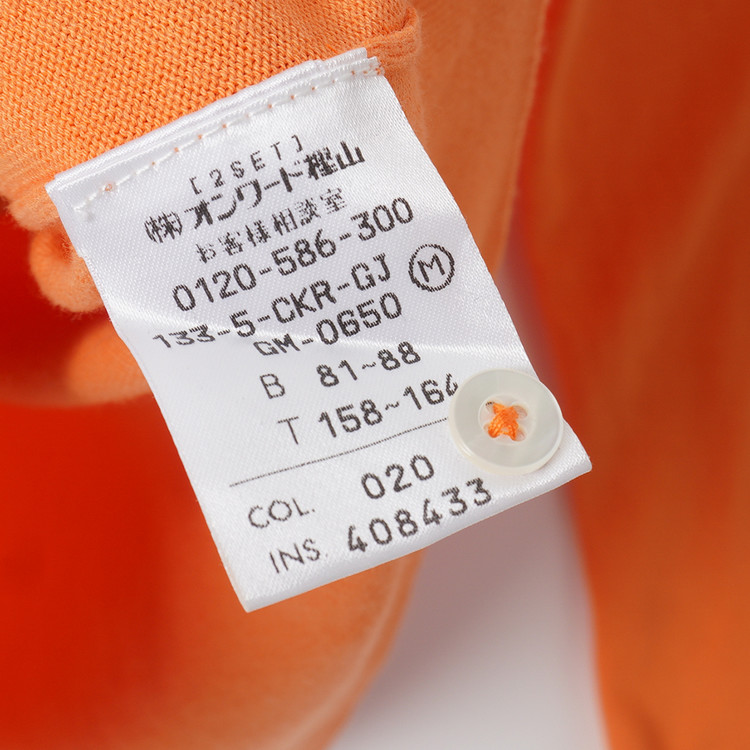 [2SET]
(株)オンワード樫山
お客様相談室
0120-586-300
133-5-CKR-GJ Ⓜ
GM-0650
B 81~88
T 158~164
COL. 020
INS. 408433